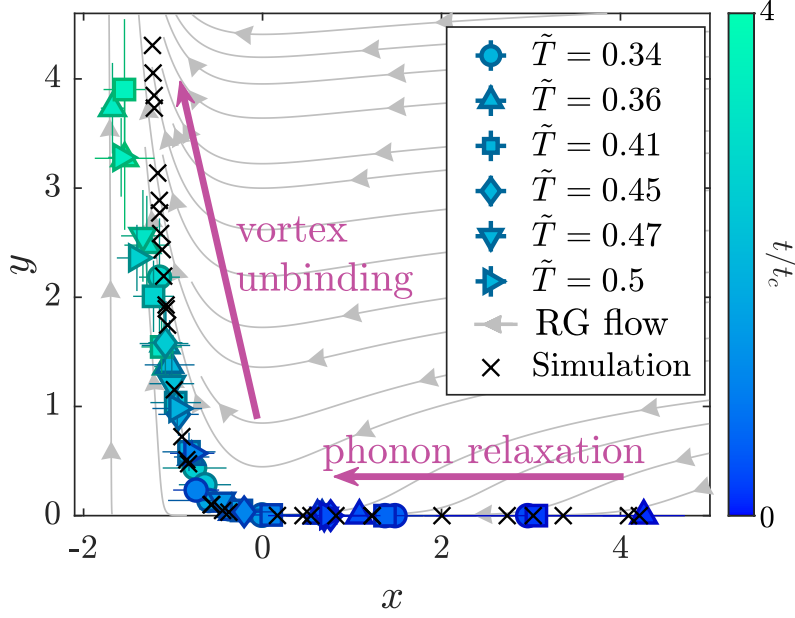 4
3
2
1
0
y
-2
0
2
4
x
T̃ = 0.34
T̃ = 0.36
T̃ = 0.41
T̃ = 0.45
T̃ = 0.47
T̃ = 0.5
RG flow
Simulation
vortex
unbinding
phonon relaxation
4
t/t_c
0